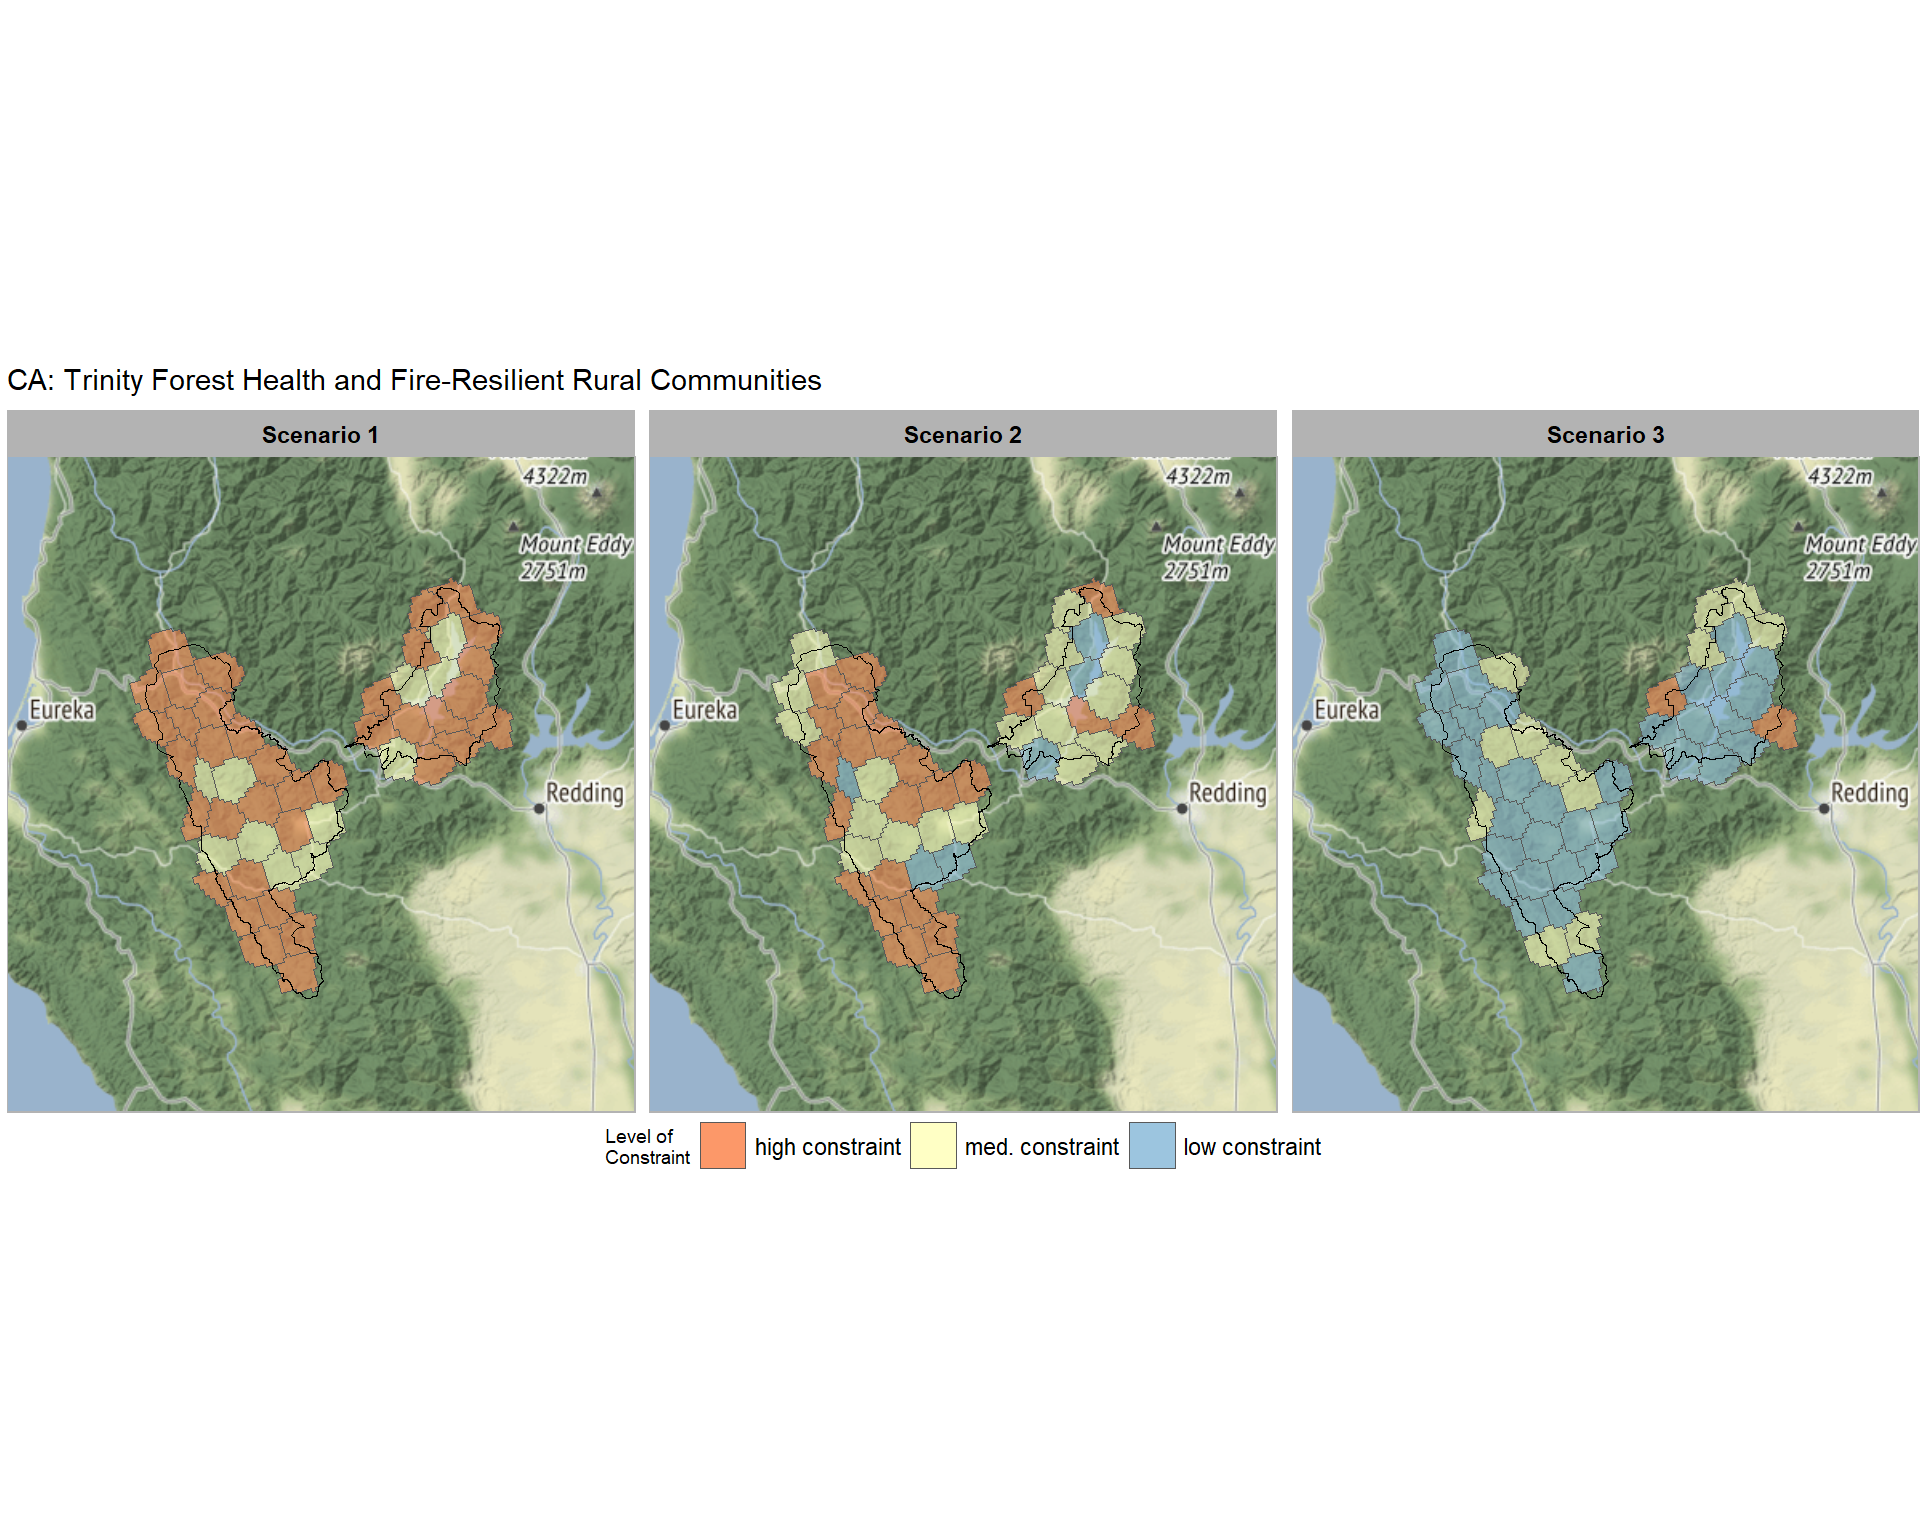 CA: Trinity Forest Health and Fire-Resilient Rural Communities
Scenario 1
Scenario 2
Scenario 3
4322m
Mount Eddy
2751m
Eureka
Redding
4322m
Mount Eddy
2751m
Eureka
Redding
4322m
Mount Eddy
2751m
Eureka
Redding
Level of
Constraint
high constraint
med. constraint
low constraint